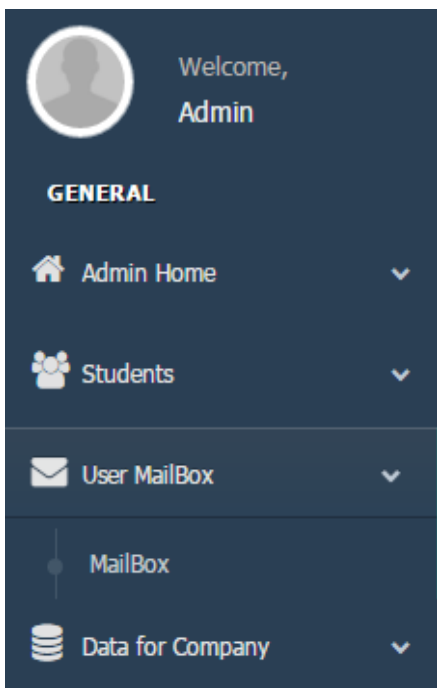 Welcome,
Admin
GENERAL
Admin Home
Students
User MailBox
MailBox
Data for Company